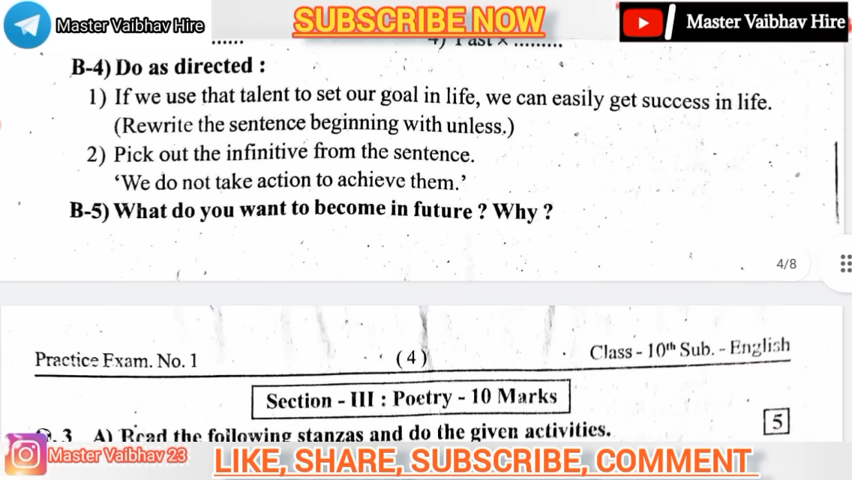 Master Vaibhav Hire
SUBSCRIBE NOW
Master Vaibhav Hire
B-4) Do as directed :
1) If we use that talent to set our goal in life, we can easily get success in life.
(Rewrite the sentence beginning with unless.)
2) Pick out the infinitive from the sentence.
‘We do not take action to achieve them.’
B-5) What do you want to become in future ? Why ?
4/8
Practice Exam. No. 1
(4)
Class - 10th Sub. - English
Section - III : Poetry - 10 Marks
5
3 A) Read the following stanzas and do the given activities.
Master Vaibhav 23
LIKE, SHARE, SUBSCRIBE, COMMENT